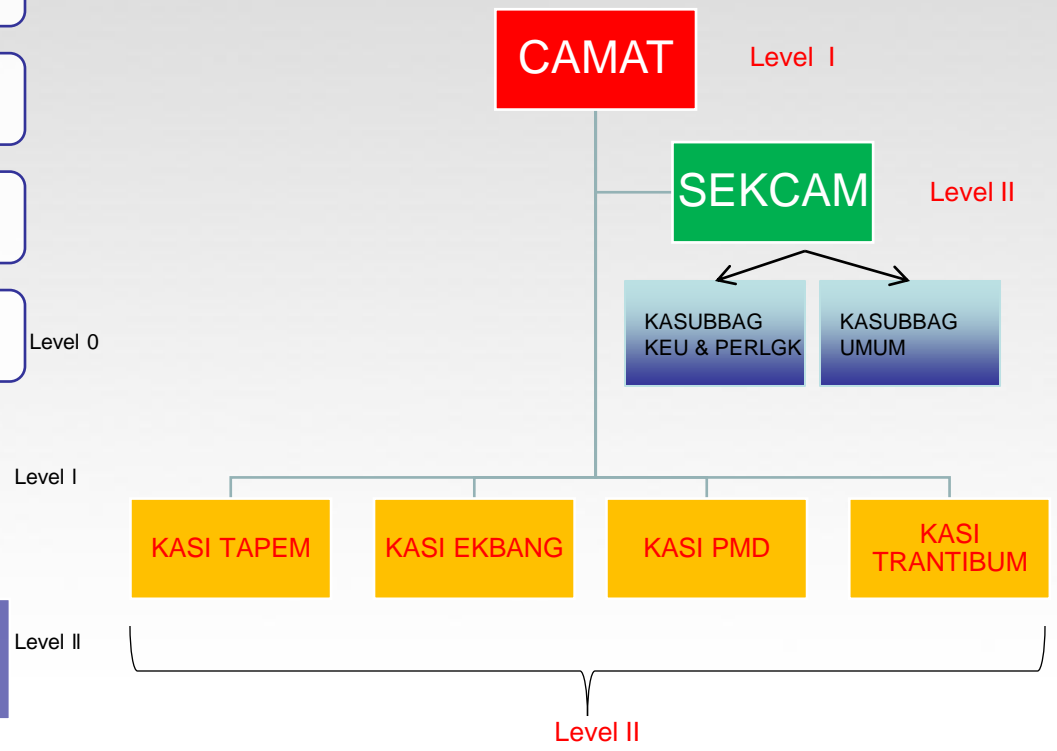 CAMAT
Level I
SEKCAM
Level II
KASUBBAG
KEU & PERLGK
KASUBBAG
UMUM
Level 0
Level I
KASI TAPEM
KASI EKBANG
KASI PMD
KASI
TRANTIBUM
Level II
Level II